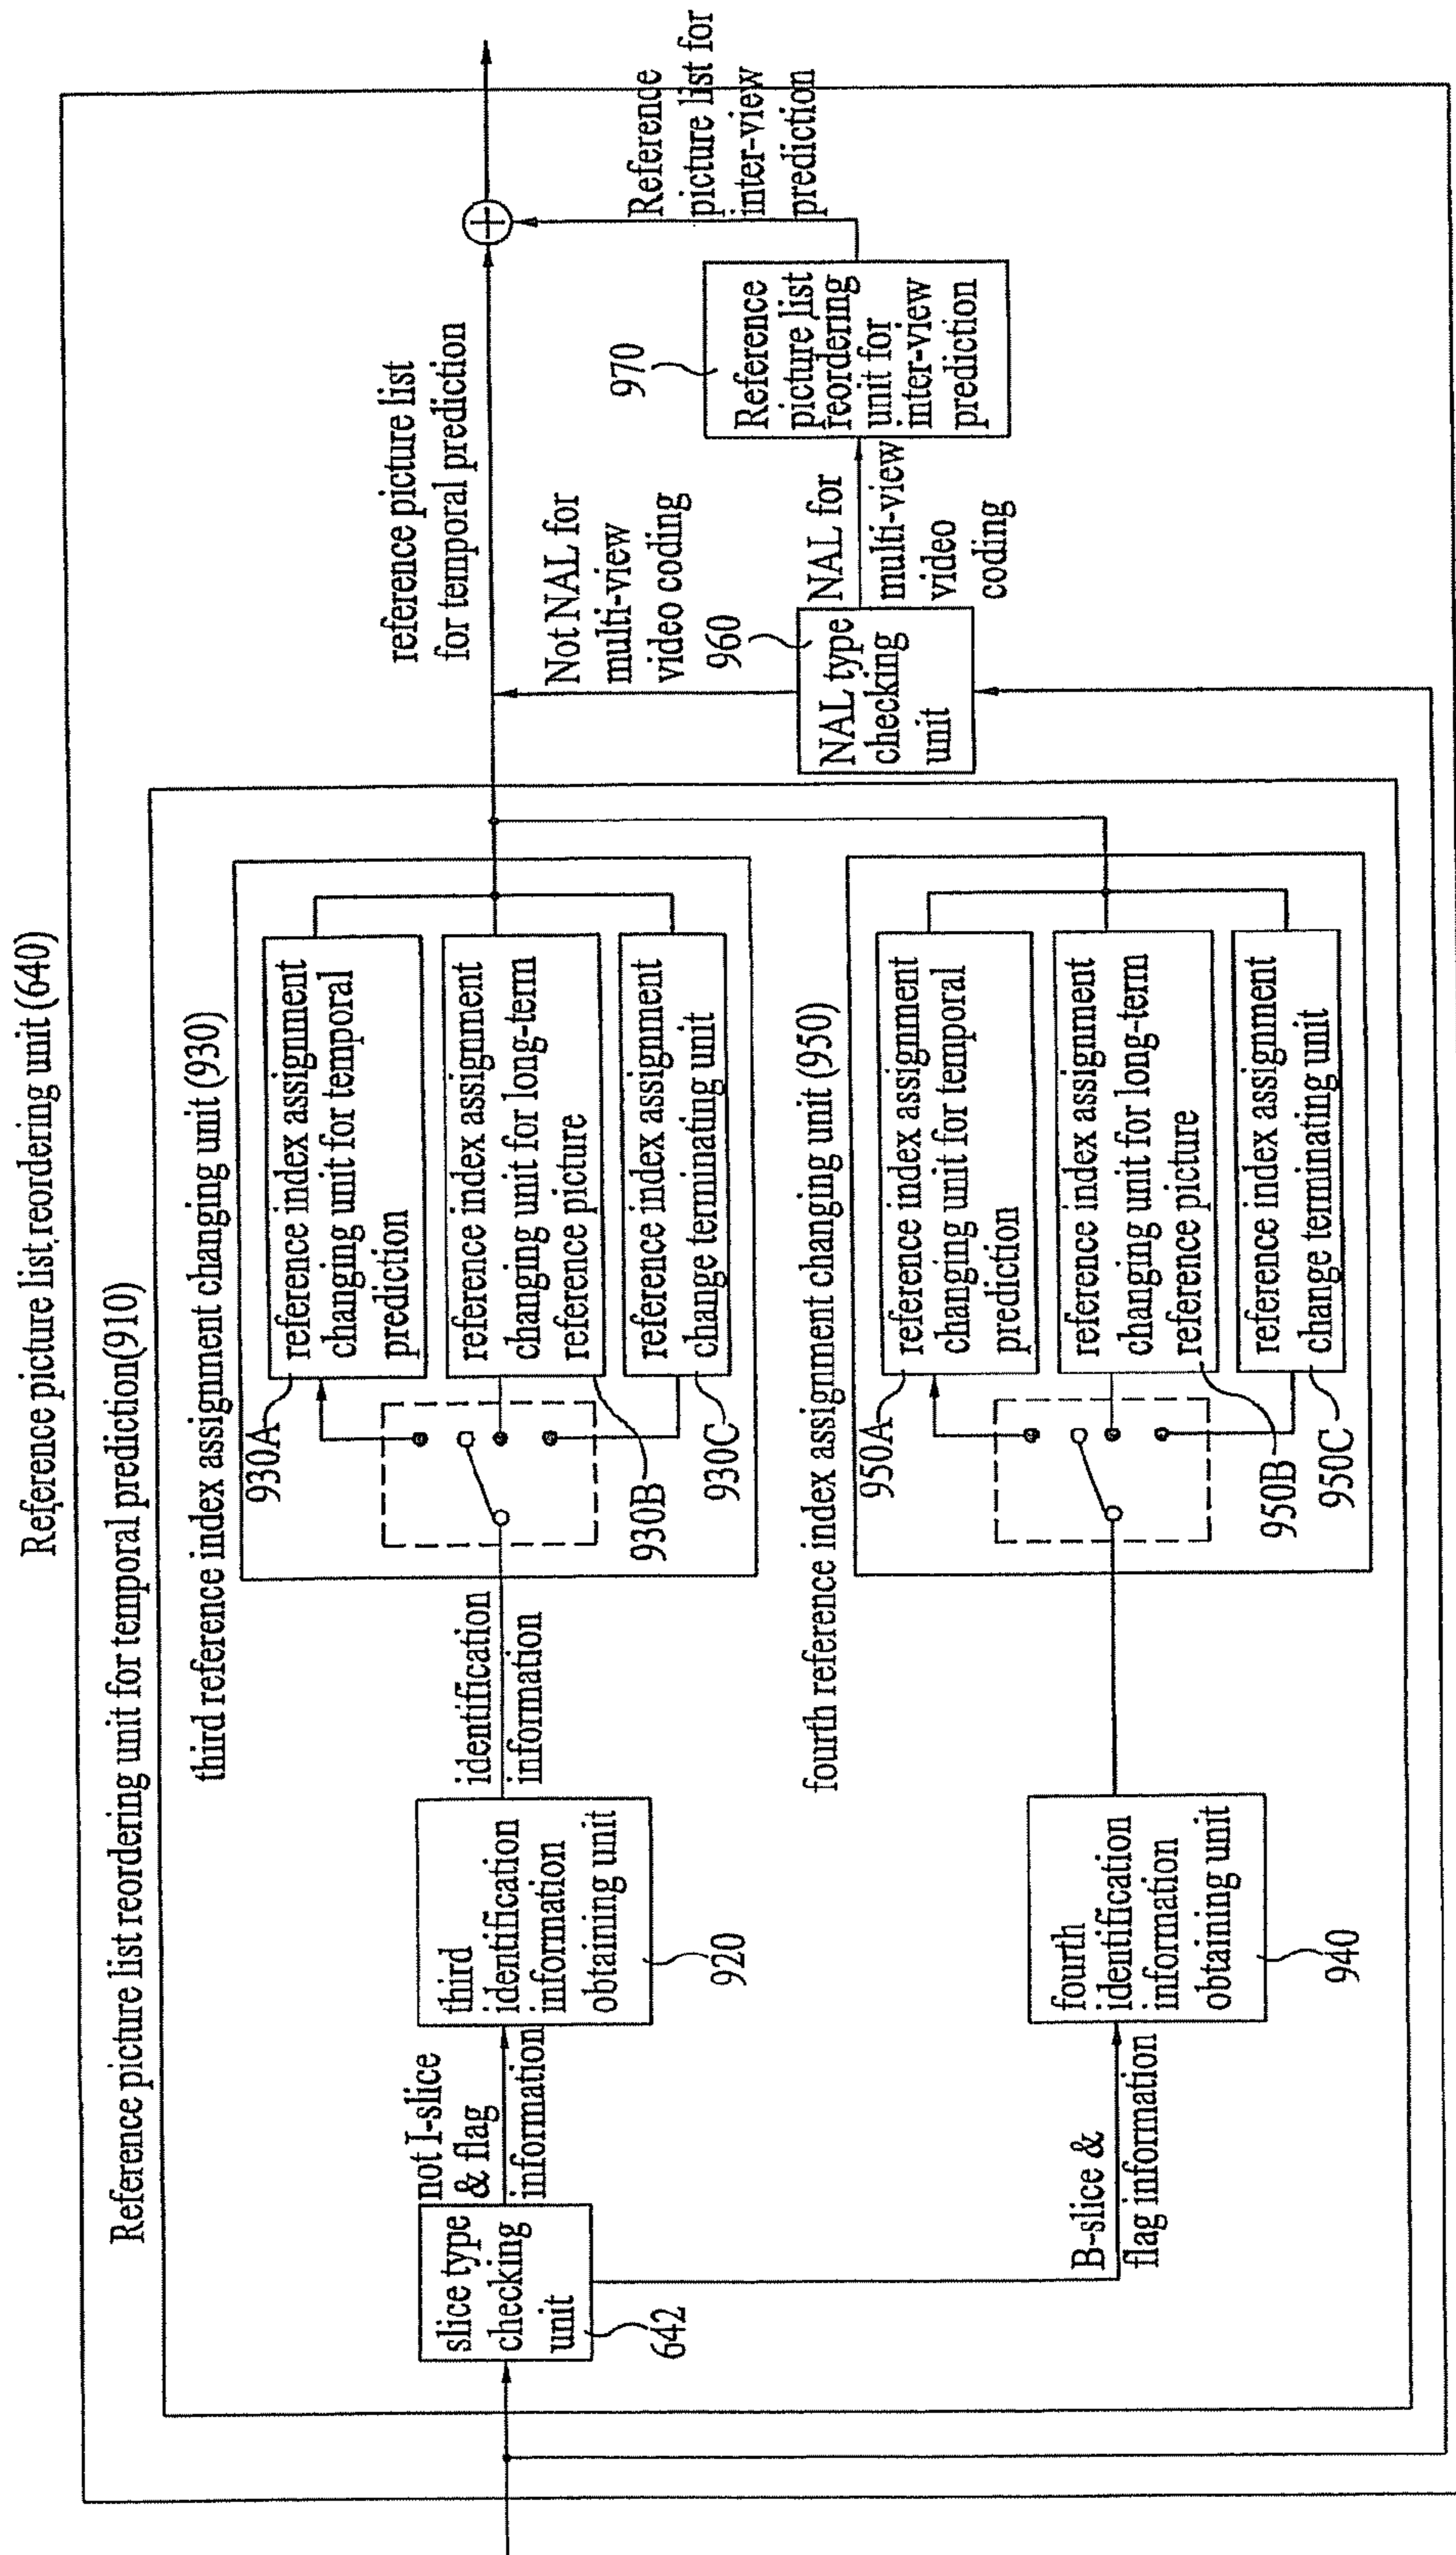 Reference picture list reordering unit (640)
Reference picture list reordering unit for temporal prediction(910)
third reference index assignment changing unit (930)
slice type
checking
unit
642
not I-slice
& flag
information
third
identification
information
obtaining unit
920
identification
information
930A
930B
930C
reference index assignment
changing unit for temporal
prediction
reference index assignment
changing unit for long-term
reference picture
reference index assignment
change terminating unit
B-slice &
flag information
fourth
identification
information
obtaining unit
940
fourth reference index assignment changing unit (950)
950A
950B
950C
reference index assignment
changing unit for temporal
prediction
reference index assignment
changing unit for long-term
reference picture
reference index assignment
change terminating unit
reference picture list
for temporal prediction
Not NAL for
multi-view
video coding
960
NAL type
checking
unit
NAL for
multi-view
video
coding
970
Reference
picture list
reordering
unit for
inter-view
prediction
Reference
picture list for
inter-view
prediction